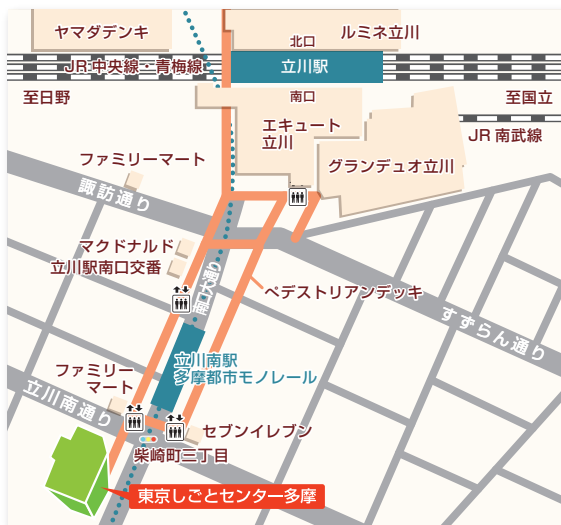 ヤマダデンキ
北口
ルミネ立川
JR 中央線・青梅線
立川駅
至日野
南口
至国立
エキュート
立川
JR 南武線
グランデュオ立川
ファミリーマート
諏訪通り
マクドナルド
立川駅南口交番
南口大通り
ペデストリアンデッキ
すずらん通り
立川南駅
多摩都市モノレール
ファミリー
マート
立川南通り
セブンイレブン
柴崎町三丁目
東京しごとセンター多摩